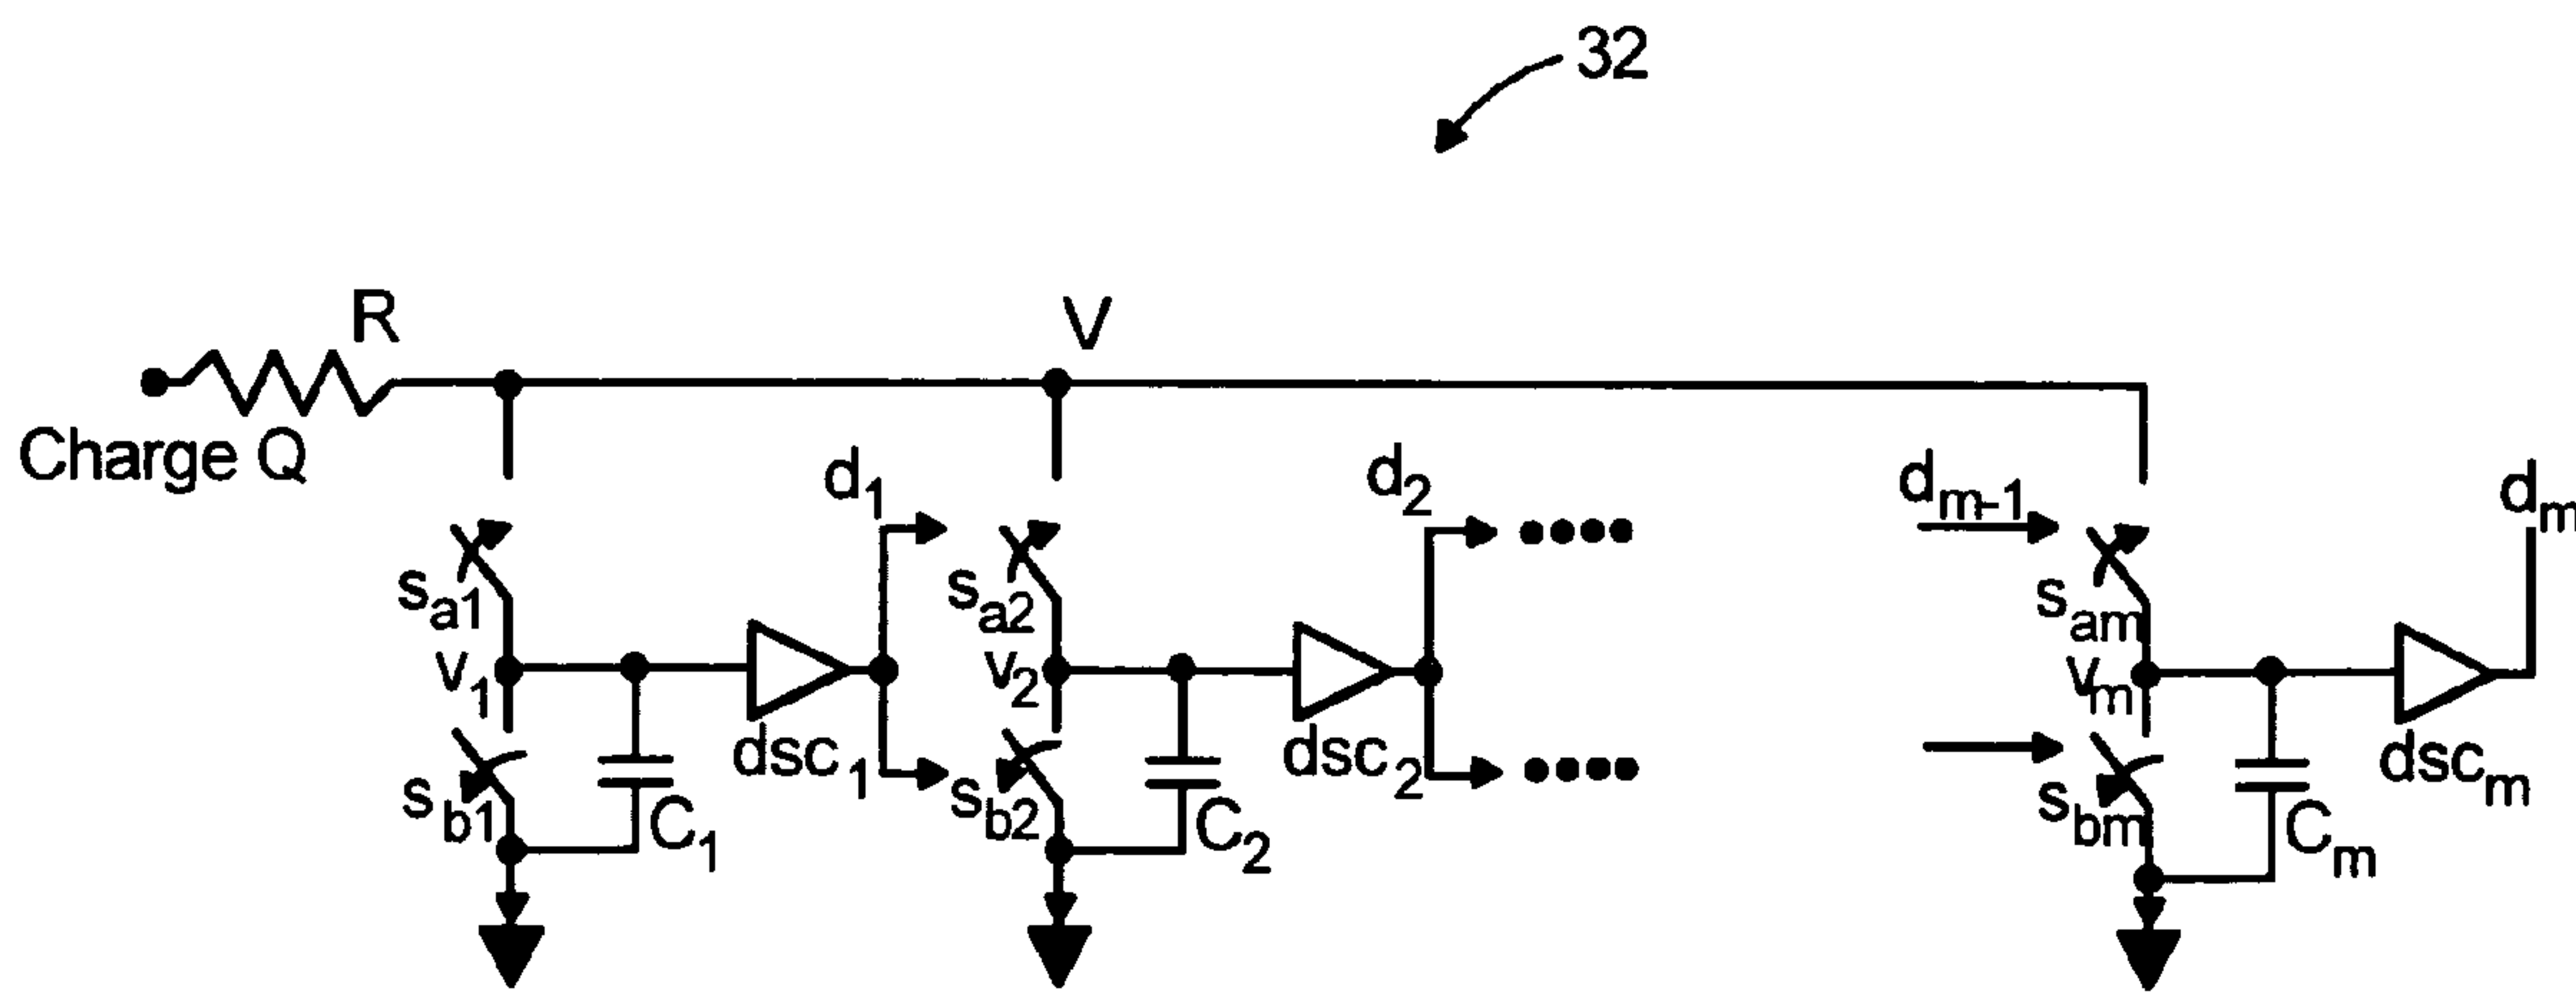 32
R
V
Charge Q
d1
d2
dm-1
dm
sa1
sa2
sam
v1
v2
vm
dsc1
dsc2
dscm
sb1
sb2
sbm
C1
C2
Cm